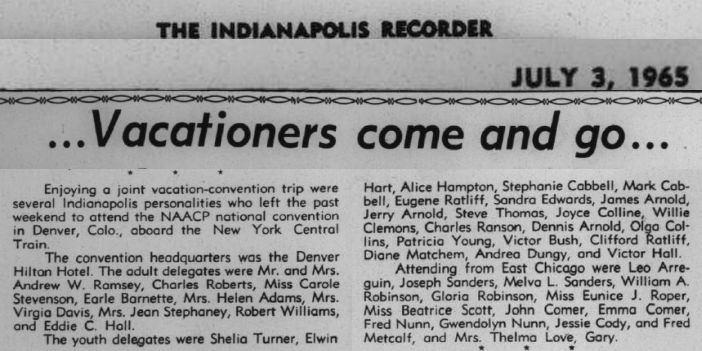 THE INDIANAPOLIS RECORDER
JULY 3, 1965
...Vacationers come and go...
* * *
Enjoying a joint vacation-convention trip were
several Indianapolis personalities who left the past
weekend to attend the NAACP national convention
in Denver, Colo., aboard the New York Central
Train.
The convention headquarters was the Denver
Hilton Hotel. The adult delegates were Mr. and Mrs.
Andrew W. Ramsey, Charles Roberts, Miss Carole
Stevenson, Earle Barnette, Mrs. Helen Adams, Mrs.
Virgia Davis, Mrs. Jean Stephaney, Robert Williams,
and Eddie C. Hall.
The youth delegates were Shelia Turner, Elwin
Hart, Alice Hampton, Stephanie Cabbell, Mark Cab-
bell, Eugene Ratliff, Sandra Edwards, James Arnold,
Jerry Arnold, Steve Thomas, Joyce Colline, Willie
Clemons, Charles Ranson, Dennis Arnold, Olga Col-
lins, Patricia Young, Victor Bush, Clifford Ratliff,
Diane Matchem, Andrea Dungy, and Victor Hall.
Attending from East Chicago were Leo Arre-
guin, Joseph Sanders, Melva L. Sanders, William A.
Robinson, Gloria Robinson, Miss Eunice J. Roper,
Miss Beatrice Scott, John Comer, Emma Comer,
Fred Nunn, Gwendolyn Nunn, Jessie Cody, and Fred
Metcalf, and Mrs. Thelma Love, Gary.
* * *